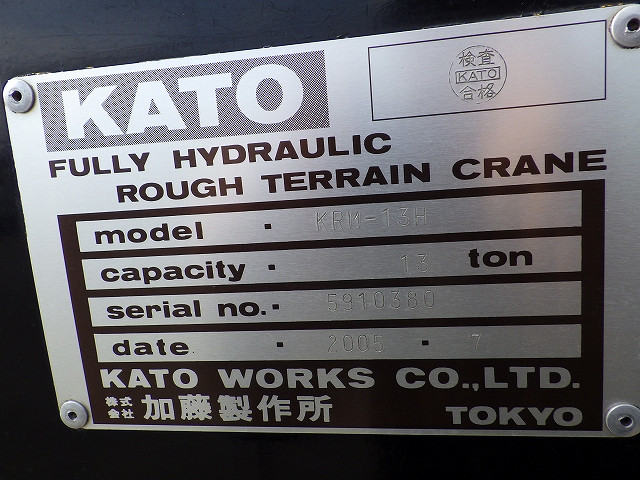 KATO
検査
KATO
合格
FULLY HYDRAULIC
ROUGH TERRAIN CRANE
model · KRM-13H
capacity · 13 ton
serial no. · 5910380
date · 2005 · 7
KATO WORKS CO.,LTD.
株式会社 加藤製作所 TOKYO